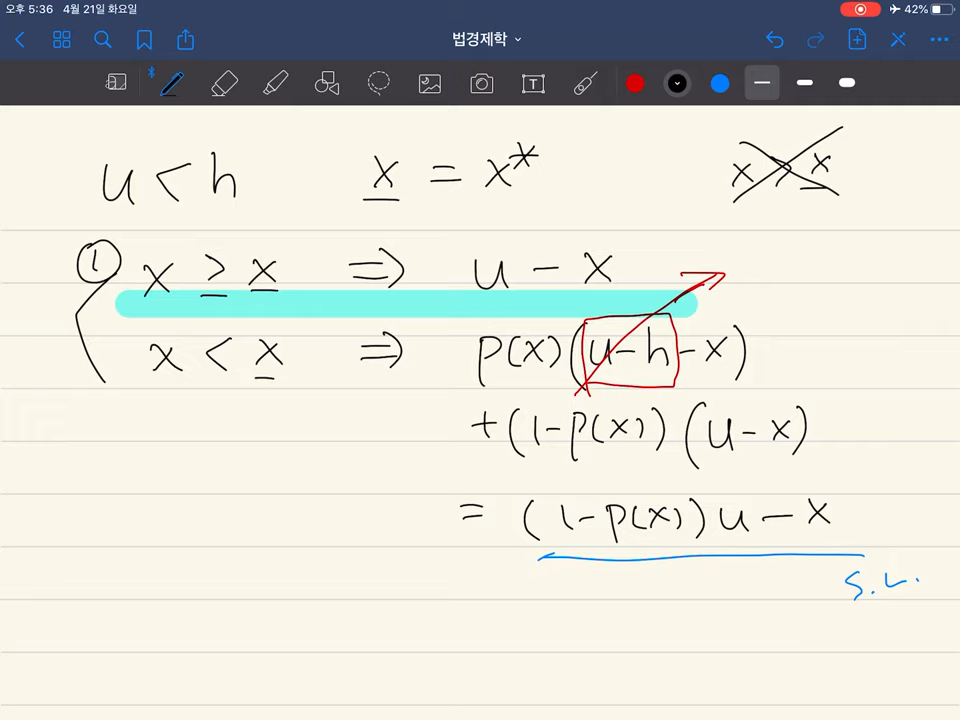 오후 5:36 4월 21일 화요일 42%
법경제학
T
u < h x̲ = x* x > x̲
① x ≥ x̲ ⇒ u - x
x < x̲ ⇒ p(x)(u-h-x)
+(1-p(x))(u-x)
= (1-p(x))u - x
S.L.